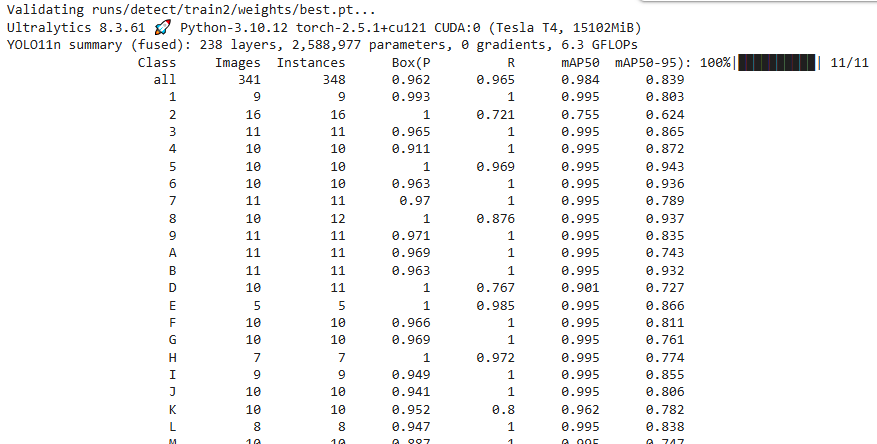 Validating runs/detect/train2/weights/best.pt...
Ultralytics 8.3.61 🚀 Python-3.10.12 torch-2.5.1+cu121 CUDA:0 (Tesla T4, 15102MiB)
YOLO11n summary (fused): 238 layers, 2,588,977 parameters, 0 gradients, 6.3 GFLOPs
Class Images Instances Box(P R mAP50 mAP50-95): 100%|██████████| 11/11
all 341 348 0.962 0.965 0.984 0.839
1 9 9 0.993 1 0.995 0.803
2 16 16 1 0.721 0.755 0.624
3 11 11 0.965 1 0.995 0.865
4 10 10 0.911 1 0.995 0.872
5 10 10 1 0.969 0.995 0.943
6 10 10 0.963 1 0.995 0.936
7 11 11 0.97 1 0.995 0.789
8 10 12 1 0.876 0.995 0.937
9 11 11 0.971 1 0.995 0.835
A 11 11 0.969 1 0.995 0.743
B 11 11 0.963 1 0.995 0.932
D 10 11 1 0.767 0.901 0.727
E 5 5 1 0.985 0.995 0.866
F 10 10 0.966 1 0.995 0.811
G 10 10 0.969 1 0.995 0.761
H 7 7 1 0.972 0.995 0.774
I 9 9 0.949 1 0.995 0.855
J 10 10 0.941 1 0.995 0.806
K 10 10 0.952 0.8 0.962 0.782
L 8 8 0.947 1 0.995 0.838
M 10 10 0.887 1 0.995 0.747